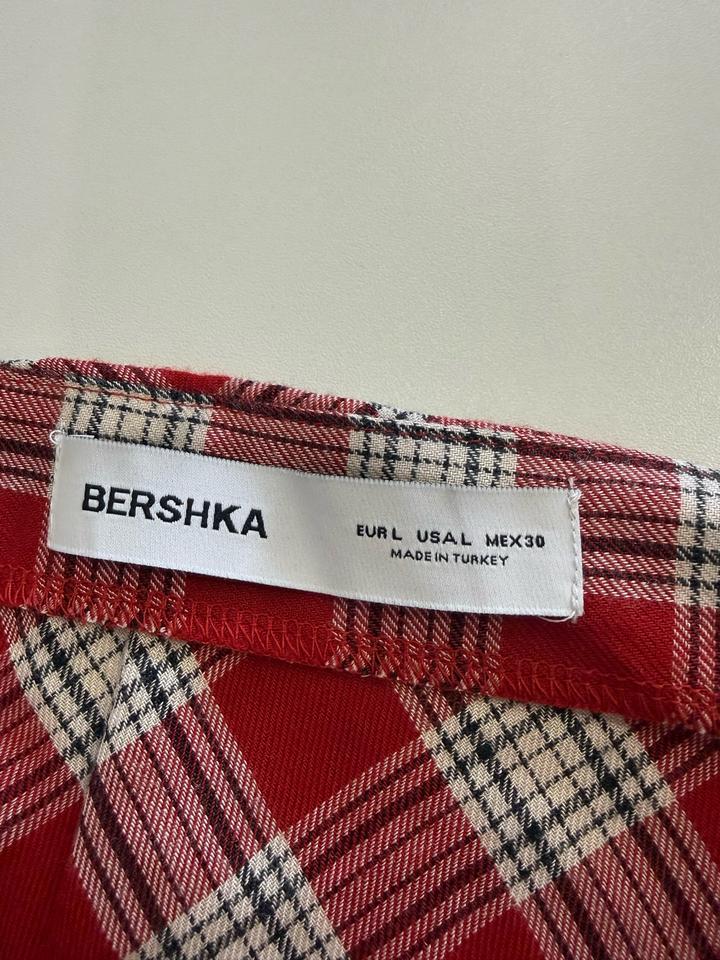 BERSHKA
EUR L USA L MEX 30
MADE IN TURKEY